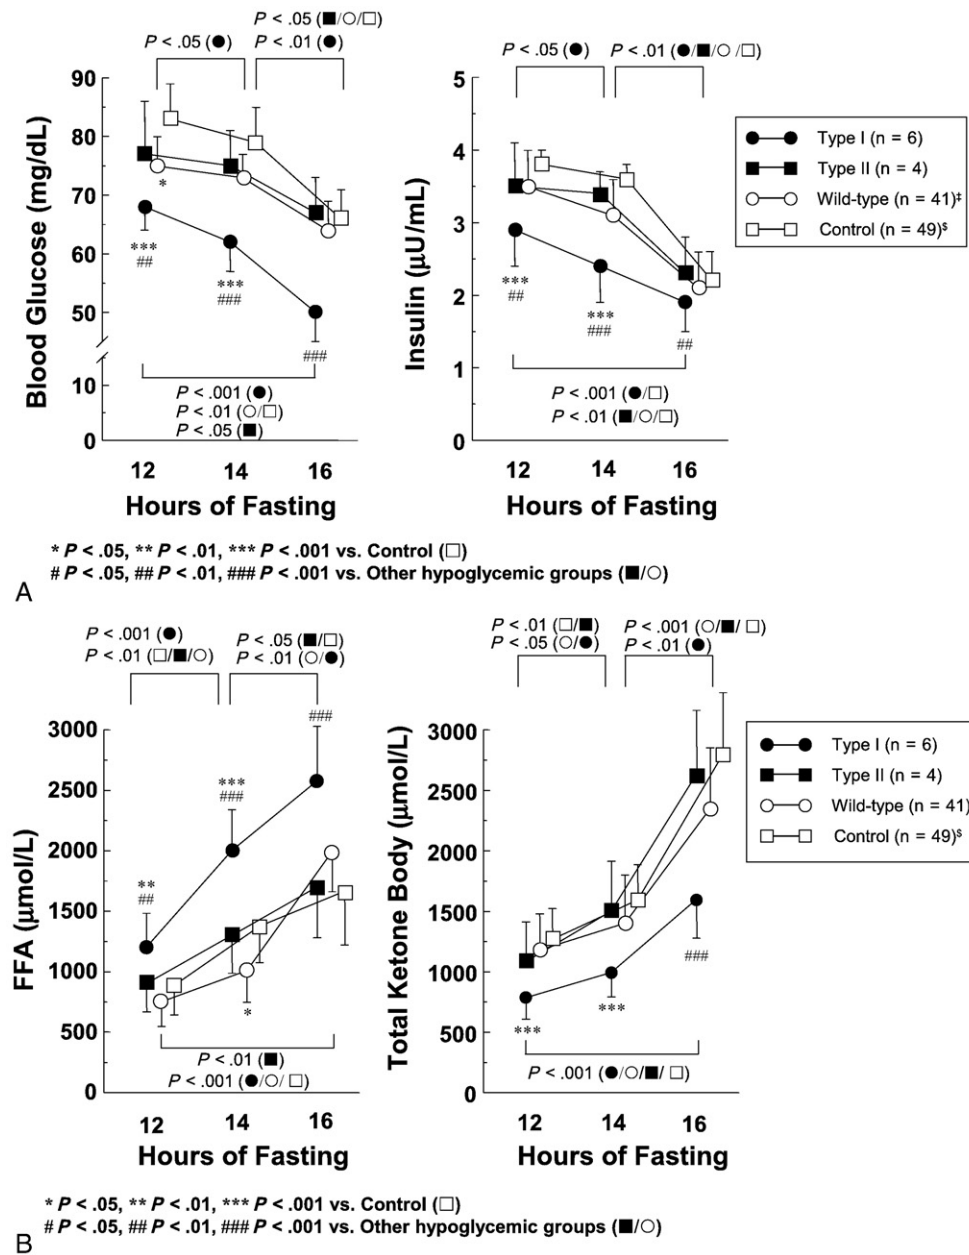 A
P < .05 (■/○/□)
P < .05 (●)
P < .01 (●)
90
80
70
60
50
10
0
Blood Glucose (mg/dL)
*
***
##
***
###
###
P < .001 (●)
P < .01 (○/□)
P < .05 (■)
12
14
16
Hours of Fasting
P < .05 (●)
P < .01 (●/■/○ /□)
5
4
3
2
1
0
Insulin (μU/mL)
***
##
***
###
##
P < .001 (●/□)
P < .01 (■/○/□)
12
14
16
Hours of Fasting
Type I (n = 6)
Type II (n = 4)
Wild-type (n = 41)‡
Control (n = 49)$
* P < .05, ** P < .01, *** P < .001 vs. Control (□)
# P < .05, ## P < .01, ### P < .001 vs. Other hypoglycemic groups (■/○)
A
P < .001 (●)
P < .01 (□/■/○)
P < .05 (■/□)
P < .01 (○/●)
3000
2500
2000
1500
1000
500
0
FFA (μmol/L)
**
##
***
###
###
*
P < .01 (■)
P < .001 (●/○/ □)
12
14
16
Hours of Fasting
P < .01 (□/■)
P < .05 (○/●)
P < .001 (○/■/ □)
P < .01 (●)
3000
2500
2000
1500
1000
500
0
Total Ketone Body (μmol/L)
***
***
###
P < .001 (●/○/■/ □)
12
14
16
Hours of Fasting
Type I (n = 6)
Type II (n = 4)
Wild-type (n = 41)
Control (n = 49)$
* P < .05, ** P < .01, *** P < .001 vs. Control (□)
# P < .05, ## P < .01, ### P < .001 vs. Other hypoglycemic groups (■/○)
B